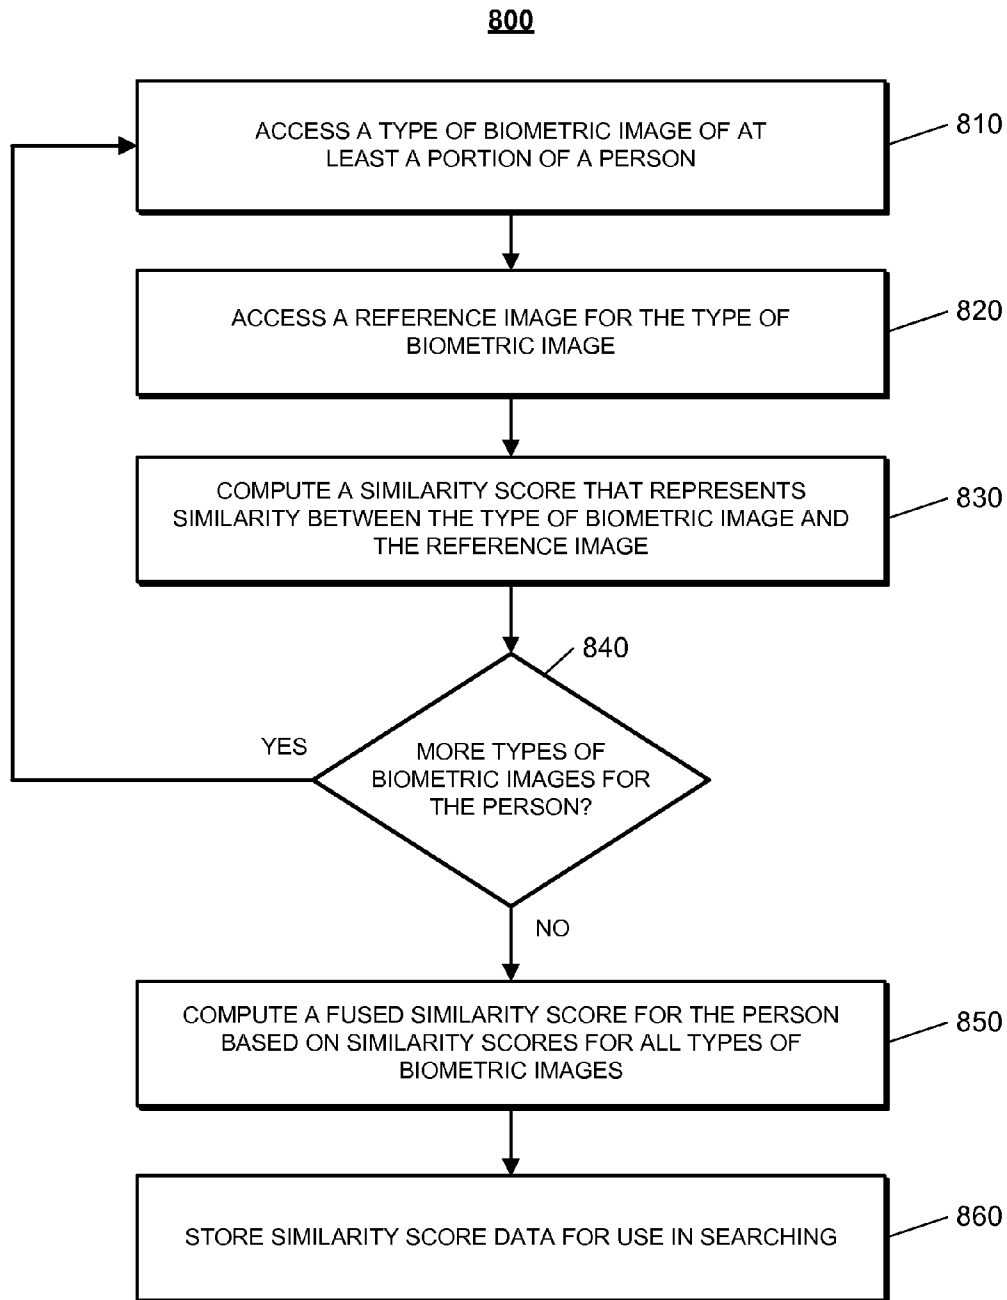 800
ACCESS A TYPE OF BIOMETRIC IMAGE OF AT
LEAST A PORTION OF A PERSON
810
ACCESS A REFERENCE IMAGE FOR THE TYPE OF
BIOMETRIC IMAGE
820
COMPUTE A SIMILARITY SCORE THAT REPRESENTS
SIMILARITY BETWEEN THE TYPE OF BIOMETRIC IMAGE AND
THE REFERENCE IMAGE
830
840
YES
MORE TYPES OF
BIOMETRIC IMAGES FOR
THE PERSON?
NO
COMPUTE A FUSED SIMILARITY SCORE FOR THE PERSON
BASED ON SIMILARITY SCORES FOR ALL TYPES OF
BIOMETRIC IMAGES
850
STORE SIMILARITY SCORE DATA FOR USE IN SEARCHING
860